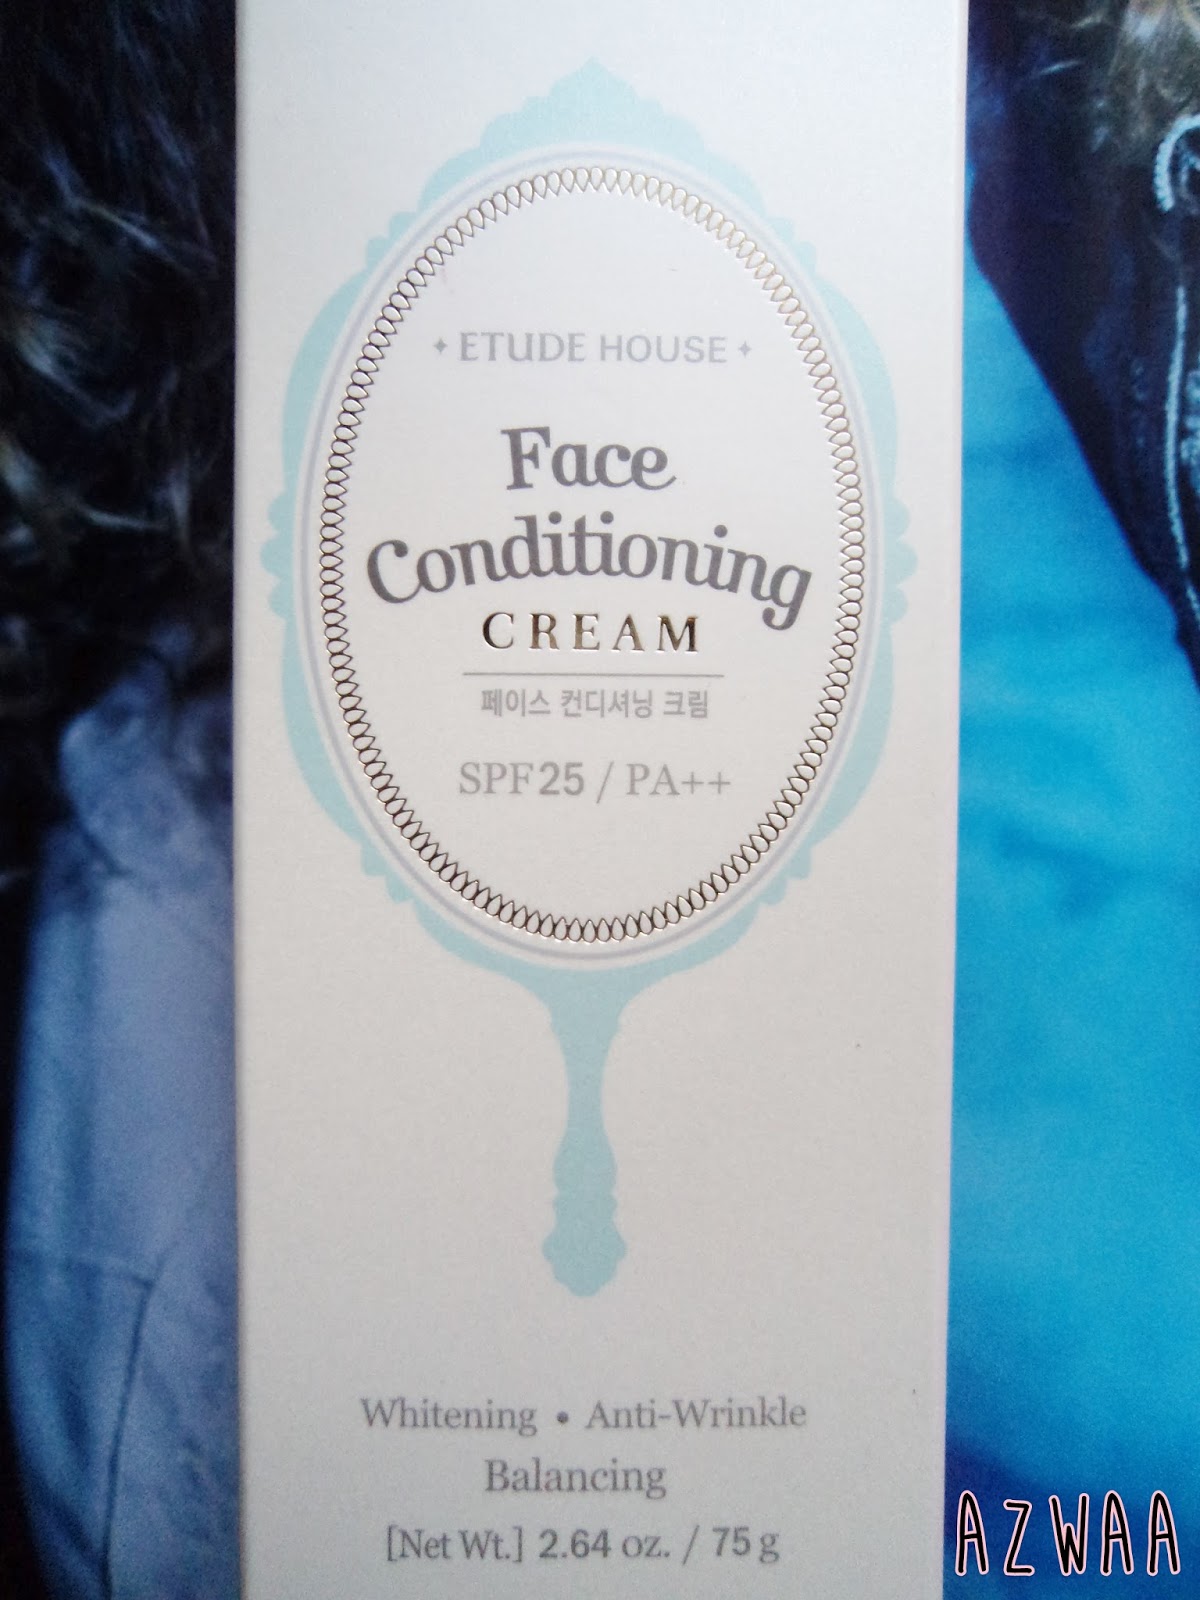 ETUDE HOUSE
Face
Conditioning
CREAM
페이스 컨디셔닝 크림
SPF25 / PA++
Whitening • Anti-Wrinkle
Balancing
[Net Wt.] 2.64 oz. / 75 g
AZWAA